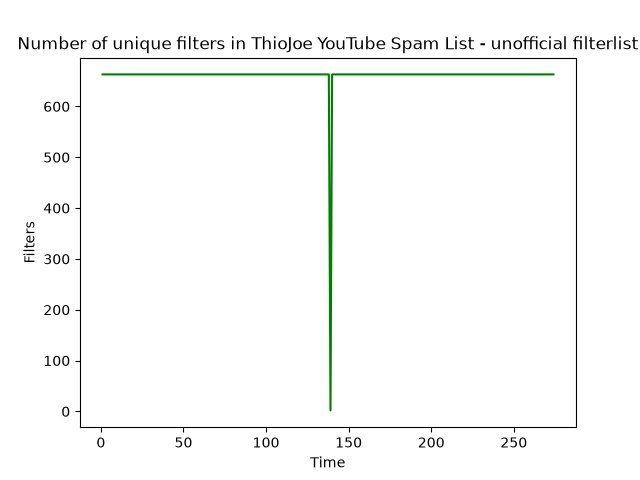 Number of unique filters in ThioJoe YouTube Spam List - unofficial filterlist
600
500
400
300
200
100
0
Filters
0 50 100 150 200 250
Time